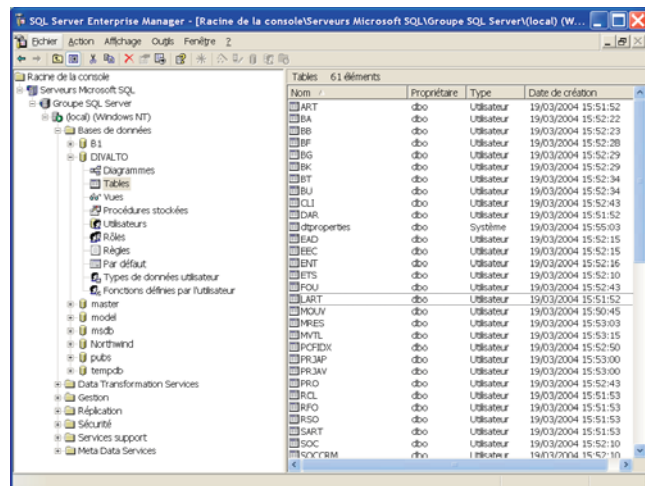 SQL Server Enterprise Manager - [Racine de la console\Serveurs Microsoft SQL\Groupe SQL Server\(local) (W...
Fichier Action Affichage Outils Fenêtre ?
Racine de la console
Serveurs Microsoft SQL
Groupe SQL Server
(local) (Windows NT)
Bases de données
B1
DIVALTO
Diagrammes
Tables
Vues
Procédures stockées
Utilisateurs
Rôles
Règles
Par défaut
Types de données utilisateur
Fonctions définies par l'utilisateur
master
model
msdb
Northwind
pubs
tempdb
Data Transformation Services
Gestion
Réplication
Sécurité
Services support
Meta Data Services
Tables 61 éléments
Nom Propriétaire Type Date de création
ART dbo Utilisateur 19/03/2004 15:51:52
BA dbo Utilisateur 19/03/2004 15:52:22
BB dbo Utilisateur 19/03/2004 15:52:23
BF dbo Utilisateur 19/03/2004 15:52:28
BG dbo Utilisateur 19/03/2004 15:52:29
BK dbo Utilisateur 19/03/2004 15:52:29
BT dbo Utilisateur 19/03/2004 15:52:34
BU dbo Utilisateur 19/03/2004 15:52:34
CLI dbo Utilisateur 19/03/2004 15:52:43
DAR dbo Utilisateur 19/03/2004 15:51:52
dtproperties dbo Système 19/03/2004 15:55:03
EAD dbo Utilisateur 19/03/2004 15:52:15
EEC dbo Utilisateur 19/03/2004 15:52:15
ENT dbo Utilisateur 19/03/2004 15:52:16
ETS dbo Utilisateur 19/03/2004 15:52:10
FOU dbo Utilisateur 19/03/2004 15:52:43
LART dbo Utilisateur 19/03/2004 15:51:52
MOUV dbo Utilisateur 19/03/2004 15:50:45
MRES dbo Utilisateur 19/03/2004 15:53:03
MVTL dbo Utilisateur 19/03/2004 15:53:15
PCFIDX dbo Utilisateur 19/03/2004 15:52:50
PRJAP dbo Utilisateur 19/03/2004 15:53:00
PRJAV dbo Utilisateur 19/03/2004 15:53:00
PRO dbo Utilisateur 19/03/2004 15:52:43
RCL dbo Utilisateur 19/03/2004 15:51:53
RFO dbo Utilisateur 19/03/2004 15:51:53
RSO dbo Utilisateur 19/03/2004 15:51:53
SART dbo Utilisateur 19/03/2004 15:51:53
SOC dbo Utilisateur 19/03/2004 15:52:10
SOCCRM dbo Utilisateur 19/03/2004 15:52:10